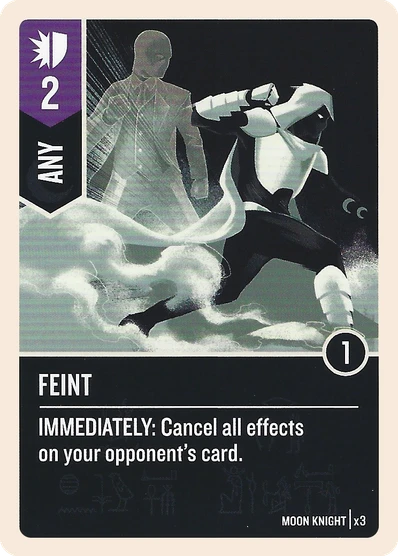 2
ANY
1
FEINT
IMMEDIATELY: Cancel all effects
on your opponent's card.
MOON KNIGHT | x3